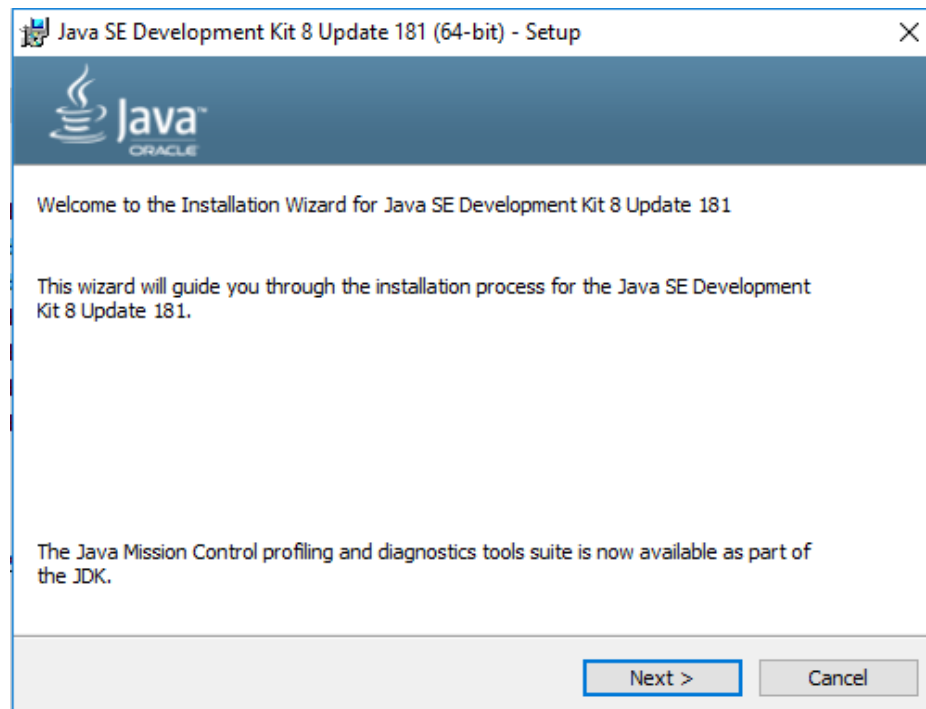 Java SE Development Kit 8 Update 181 (64-bit) - Setup
Java™
ORACLE
Welcome to the Installation Wizard for Java SE Development Kit 8 Update 181
This wizard will guide you through the installation process for the Java SE Development
Kit 8 Update 181.
The Java Mission Control profiling and diagnostics tools suite is now available as part of
the JDK.
Next >
Cancel